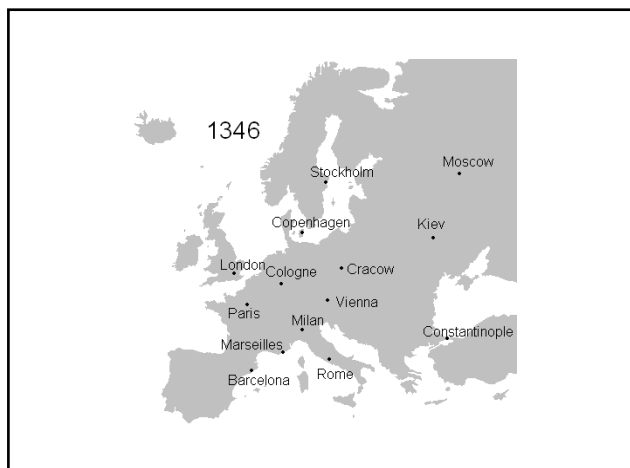 1346
Moscow
Stockholm
Copenhagen
Kiev
London
Cologne
Cracow
Paris
Vienna
Milan
Constantinople
Marseilles
Rome
Barcelona